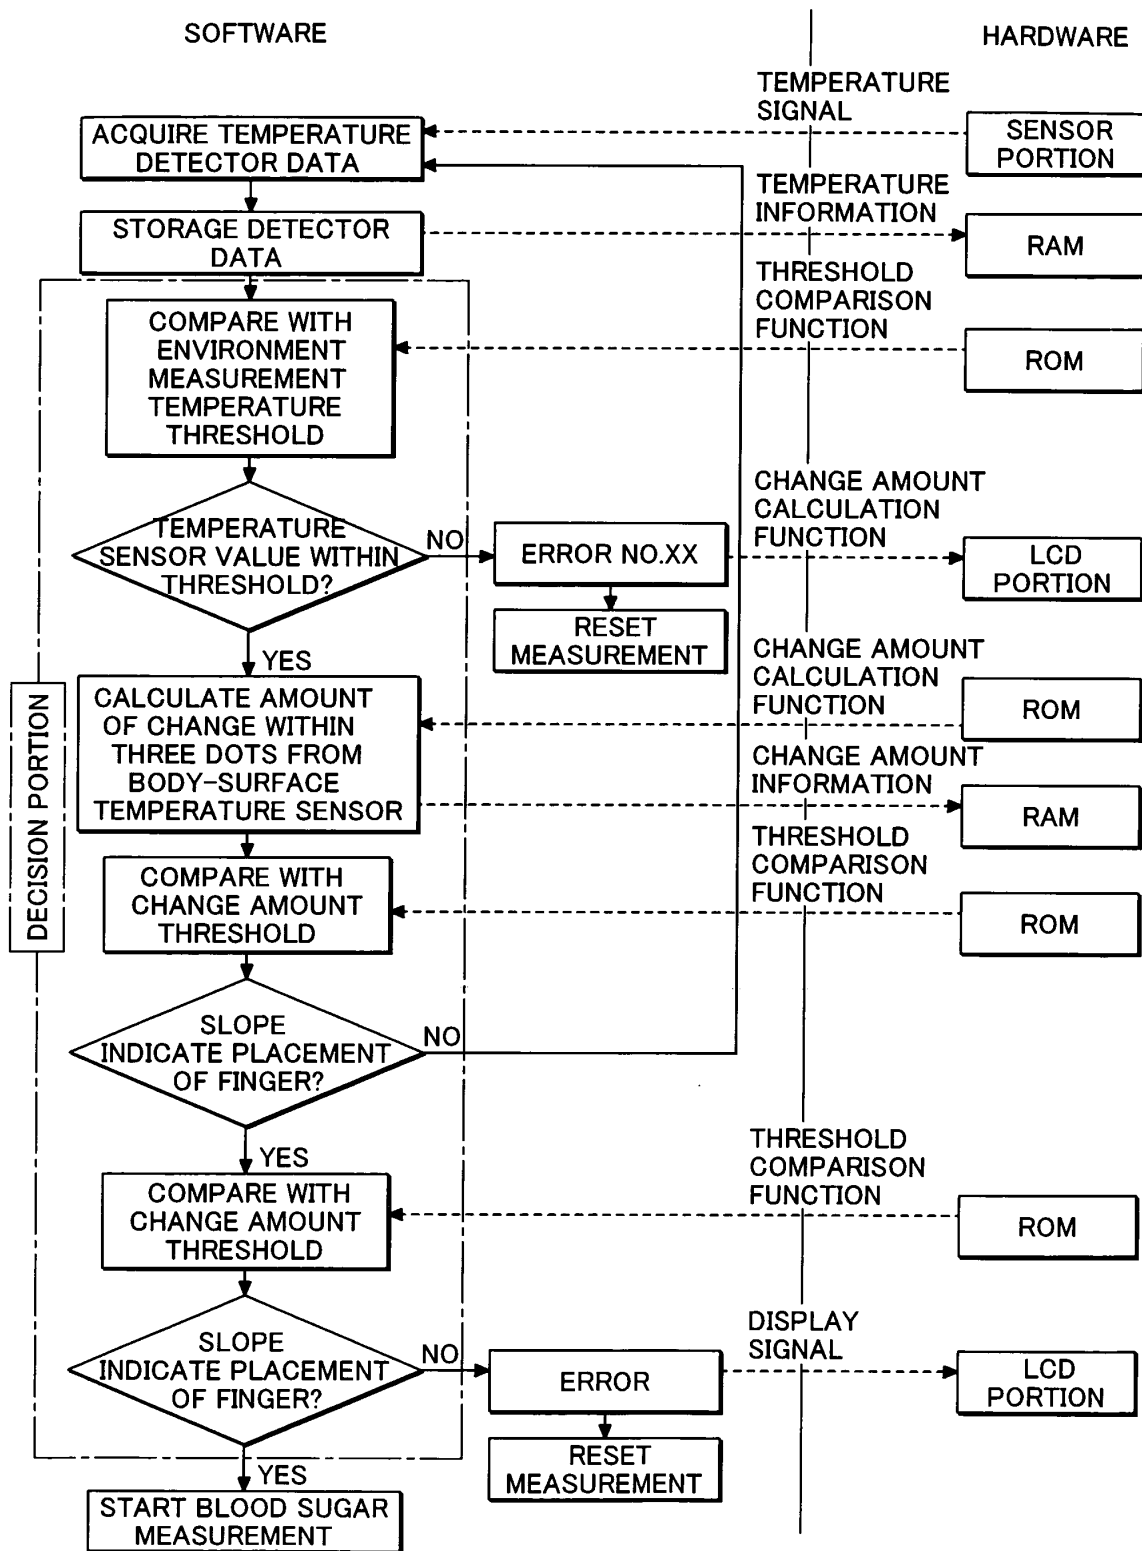 SOFTWARE
HARDWARE
TEMPERATURE
SIGNAL
ACQUIRE TEMPERATURE
DETECTOR DATA
SENSOR
PORTION
TEMPERATURE
INFORMATION
STORAGE DETECTOR
DATA
RAM
THRESHOLD
COMPARISON
FUNCTION
COMPARE WITH
ENVIRONMENT
MEASUREMENT
TEMPERATURE
THRESHOLD
ROM
CHANGE AMOUNT
CALCULATION
FUNCTION
TEMPERATURE
SENSOR VALUE WITHIN
THRESHOLD?
NO
ERROR NO.XX
LCD
PORTION
RESET
MEASUREMENT
YES
CHANGE AMOUNT
CALCULATION
FUNCTION
DECISION PORTION
CALCULATE AMOUNT
OF CHANGE WITHIN
THREE DOTS FROM
BODY-SURFACE
TEMPERATURE SENSOR
ROM
CHANGE AMOUNT
INFORMATION
RAM
THRESHOLD
COMPARISON
FUNCTION
COMPARE WITH
CHANGE AMOUNT
THRESHOLD
ROM
SLOPE
INDICATE PLACEMENT
OF FINGER?
NO
YES
THRESHOLD
COMPARISON
FUNCTION
COMPARE WITH
CHANGE AMOUNT
THRESHOLD
ROM
SLOPE
INDICATE PLACEMENT
OF FINGER?
NO
DISPLAY
SIGNAL
ERROR
LCD
PORTION
RESET
MEASUREMENT
YES
START BLOOD SUGAR
MEASUREMENT